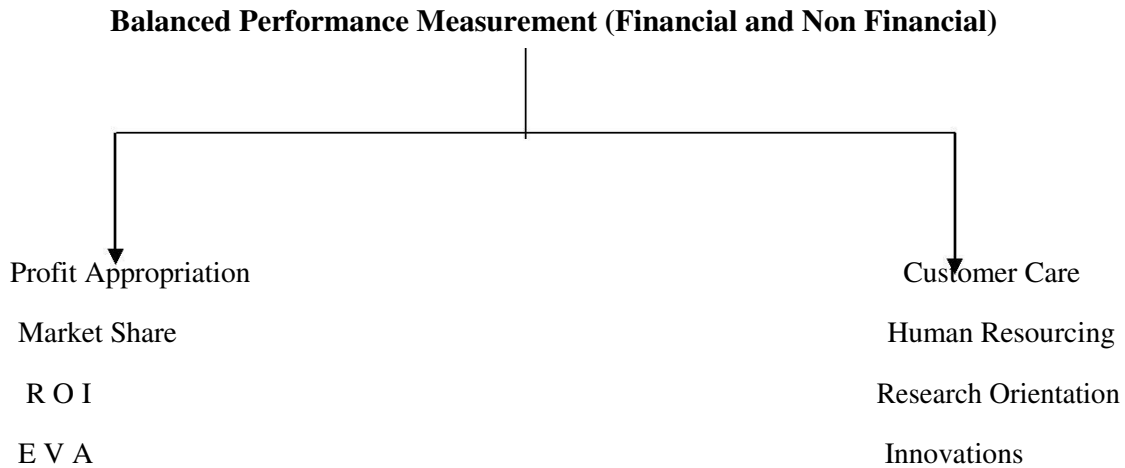 Balanced Performance Measurement (Financial and Non Financial)
Profit Appropriation
Customer Care
Market Share
Human Resourcing
R O I
Research Orientation
E V A
Innovations